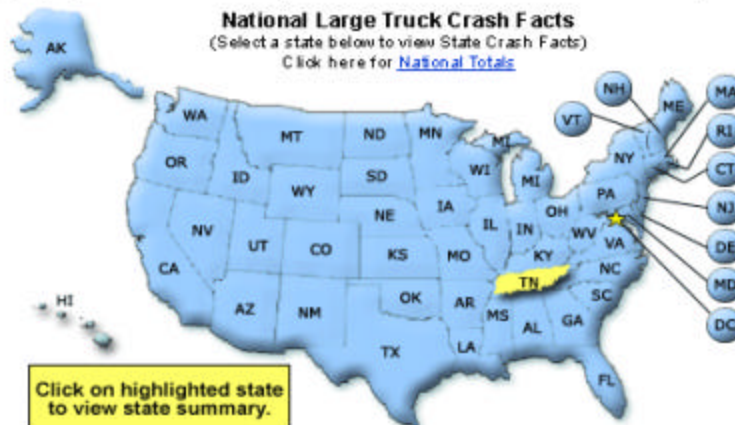 National Large Truck Crash Facts
(Select a state below to view State Crash Facts)
Click here for National Totals
AK
WA
OR
CA
NV
ID
MT
WY
UT
AZ
CO
NM
ND
SD
NE
KS
OK
TX
MN
IA
MO
AR
LA
WI
IL
MI
MI
IN
OH
KY
TN
MS
AL
GA
FL
SC
NC
VA
WV
PA
NY
ME
VT
NH
MA
RI
CT
NJ
DE
MD
DC
HI
Click on highlighted state
to view state summary.